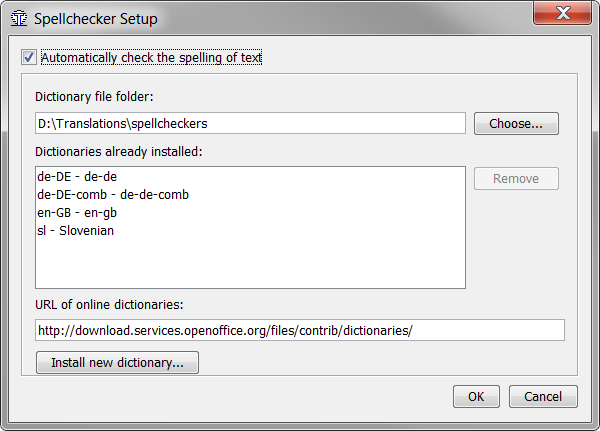 Spellchecker Setup
Automatically check the spelling of text
Dictionary file folder:
D:\Translations\spellcheckers
Choose...
Dictionaries already installed:
de-DE - de-de
Remove
de-DE-comb - de-de-comb
en-GB - en-gb
sl - Slovenian
URL of online dictionaries:
http://download.services.openoffice.org/files/contrib/dictionaries/
Install new dictionary...
OK
Cancel